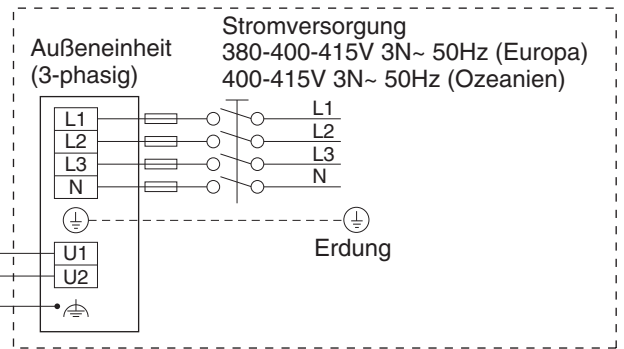 Außeneinheit
(3-phasig)
Stromversorgung
380-400-415V 3N~ 50Hz (Europa)
400-415V 3N~ 50Hz (Ozeanien)
L1 L1
L2 L2
L3 L3
N N
Erdung
U1
U2